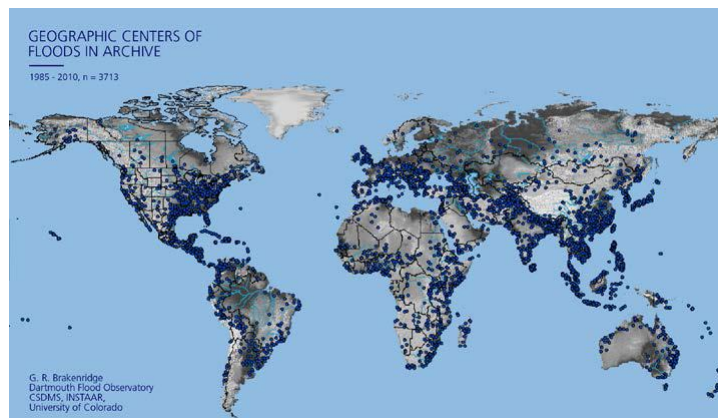 GEOGRAPHIC CENTERS OF
FLOODS IN ARCHIVE
1985 - 2010, n = 3713
G. R. Brakenridge
Dartmouth Flood Observatory
CSDMS, INSTAAR,
University of Colorado